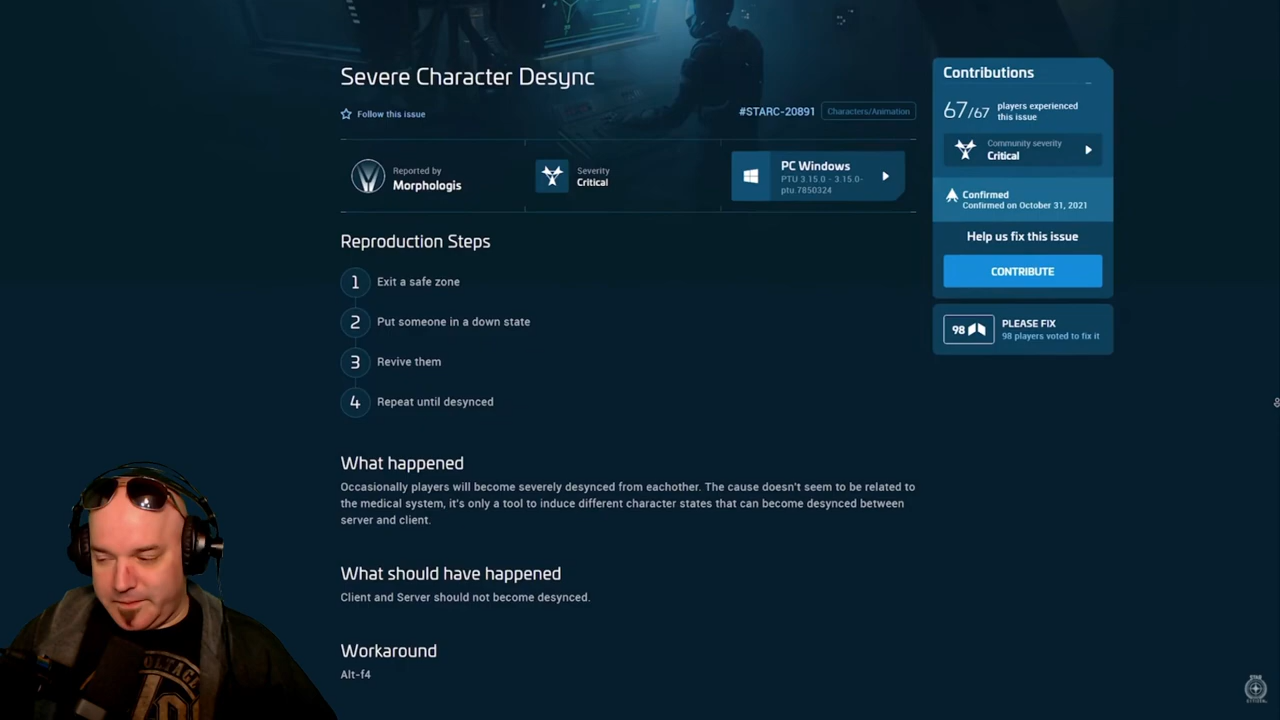 Severe Character Desync
Follow this issue
#STARC-20891
Characters/Animation
Reported by
Morphologis
Severity
Critical
PC Windows
PTU 3.15.0 - 3.15.0-
ptu.7850324
Contributions
67/67
players experienced
this issue
Community severity
Critical
Confirmed
Confirmed on October 31, 2021
Help us fix this issue
CONTRIBUTE
98
PLEASE FIX
98 players voted to fix it
Reproduction Steps
1 Exit a safe zone
2 Put someone in a down state
3 Revive them
4 Repeat until desynced
What happened
Occasionally players will become severely desynced from eachother. The cause doesn't seem to be related to
the medical system, it's only a tool to induce different character states that can become desynced between
server and client.
What should have happened
Client and Server should not become desynced.
Workaround
Alt-f4
STAR
CITIZEN